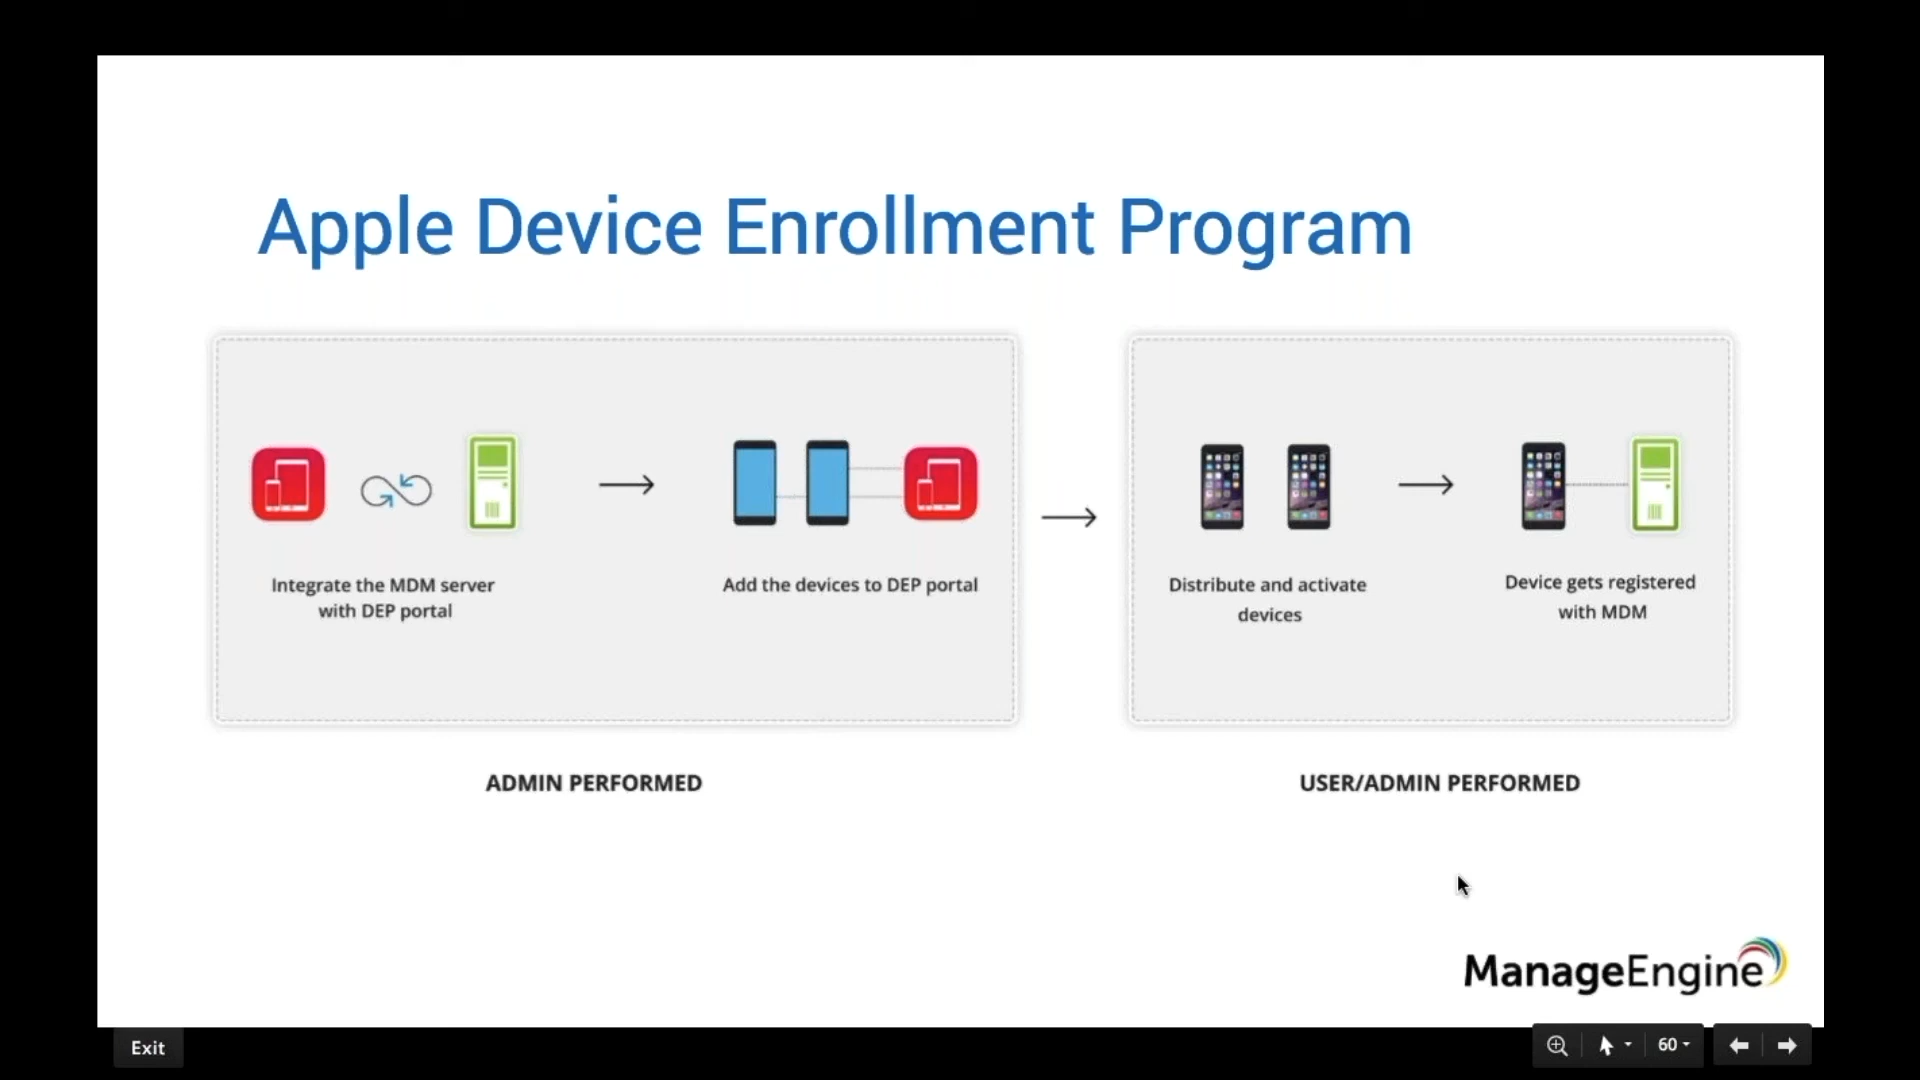 Apple Device Enrollment Program
Integrate the MDM server
with DEP portal
Add the devices to DEP portal
Distribute and activate
devices
Device gets registered
with MDM
ADMIN PERFORMED
USER/ADMIN PERFORMED
ManageEngine
Exit
60